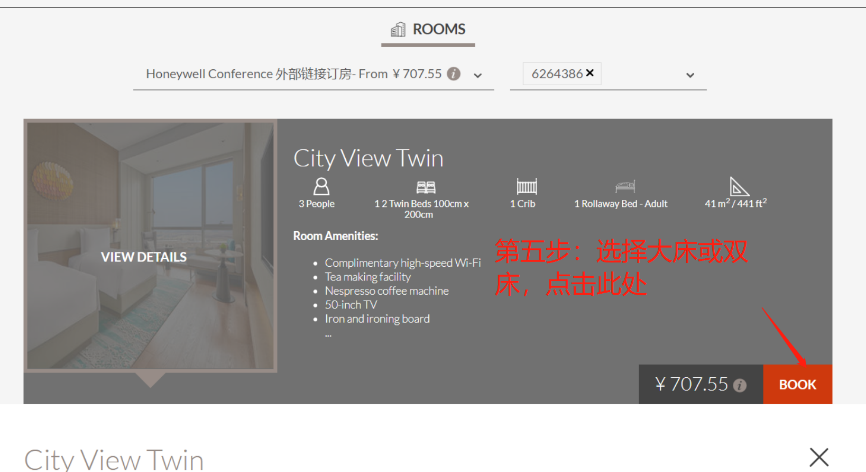 ROOMS
Honeywell Conference 外部链接订房- From ￥707.55 i
6264386 ×
City View Twin
3 People
1 2 Twin Beds 100cm x
200cm
1 Crib
1 Rollaway Bed - Adult
41 m² / 441 ft²
Room Amenities:
VIEW DETAILS
Complimentary high-speed Wi-Fi
Tea making facility
Nespresso coffee machine
50-inch TV
Iron and ironing board
...
第五步：选择大床或双
床，点击此处
￥707.55 i
BOOK
City View Twin